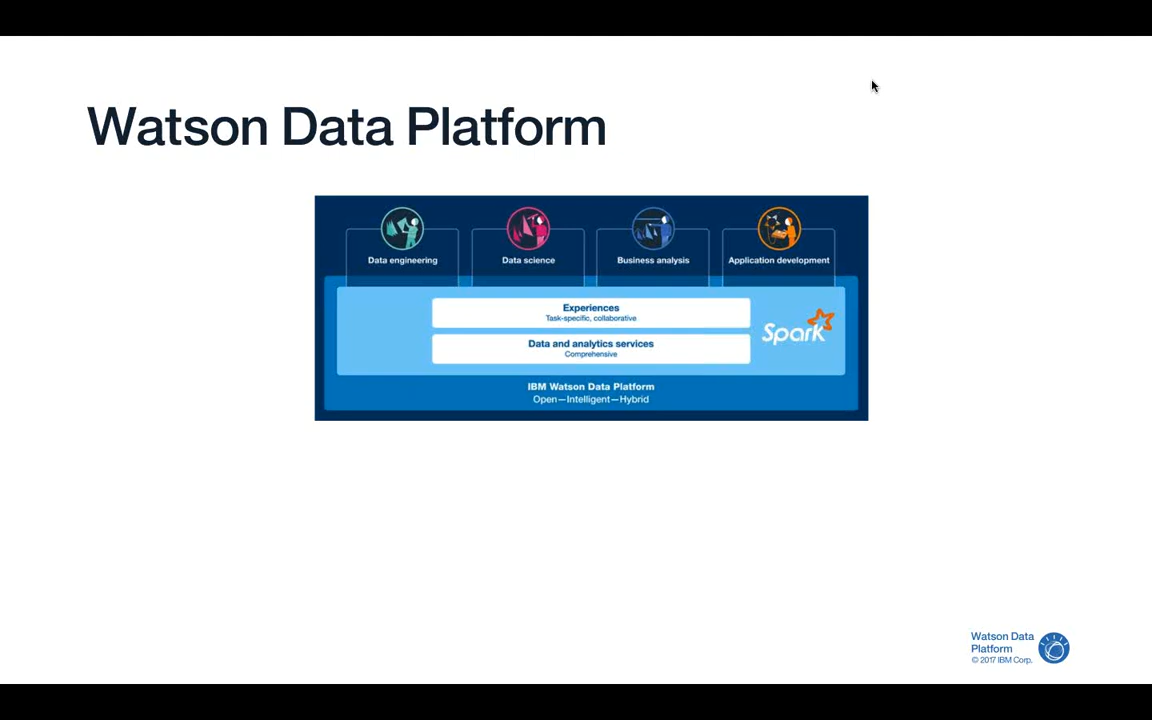 Watson Data Platform
Data engineering
Data science
Business analysis
Application development
Experiences
Task-specific, collaborative
Data and analytics services
Comprehensive
Spark
IBM Watson Data Platform
Open—Intelligent—Hybrid
Watson Data
Platform
© 2017 IBM Corp.